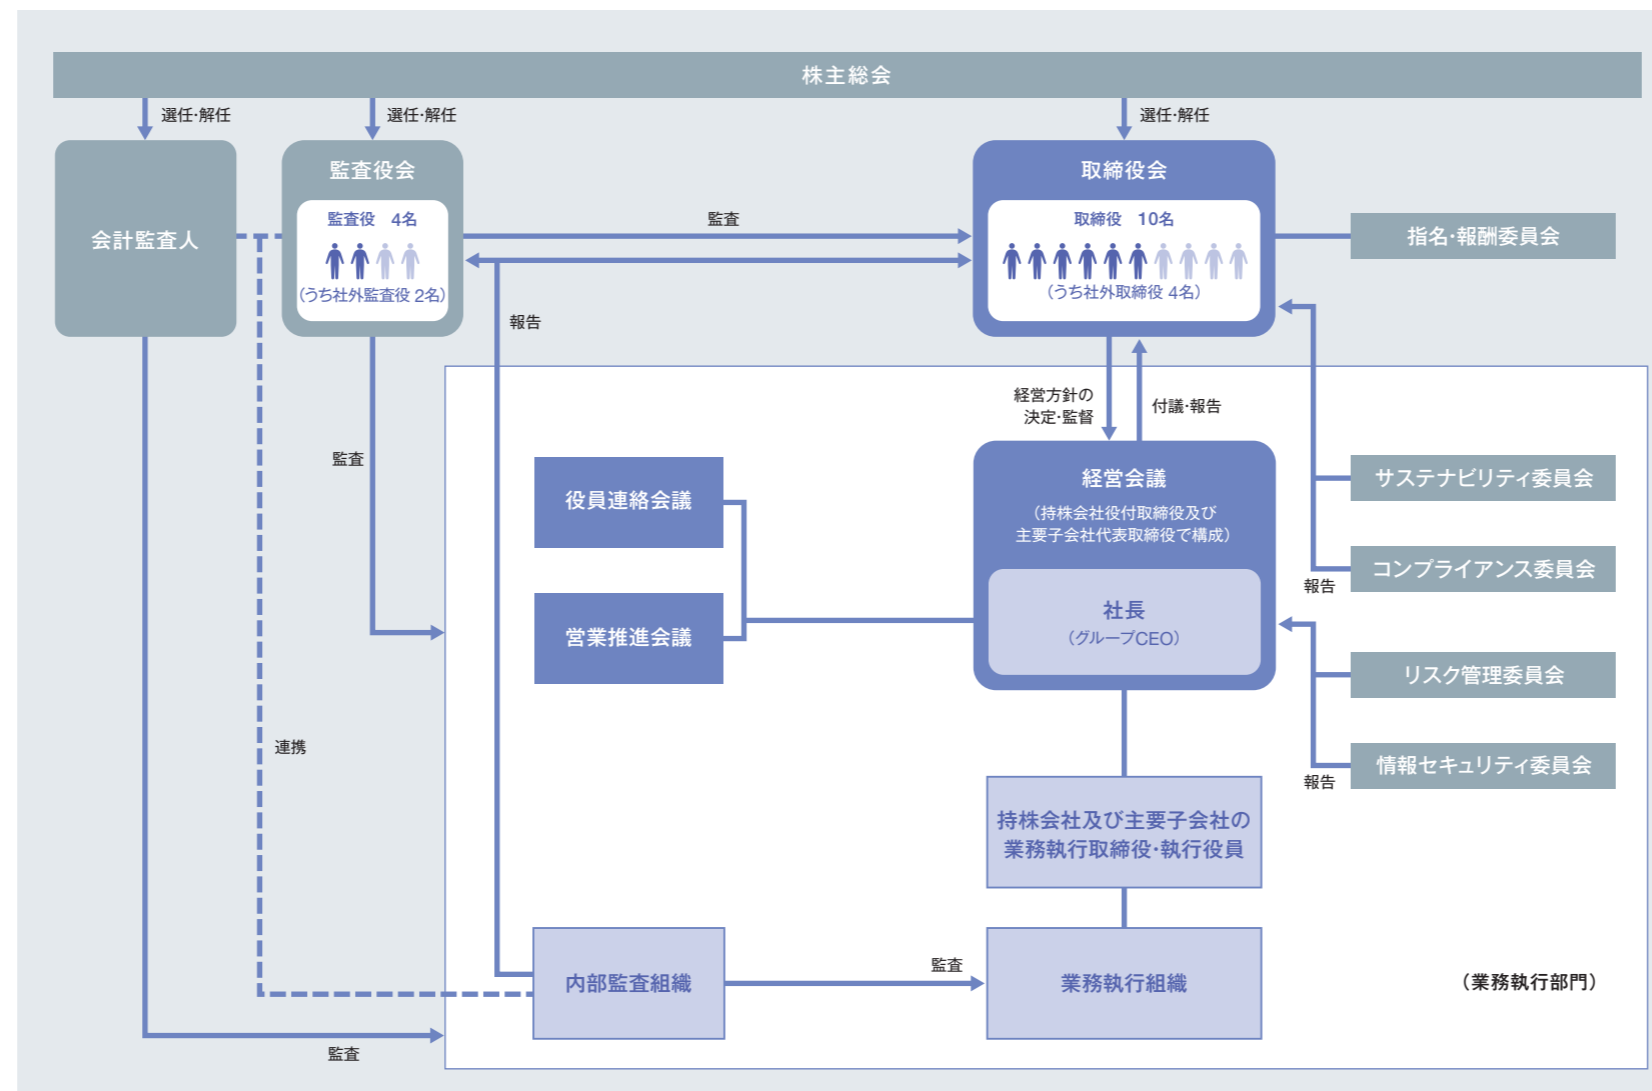 株主総会
選任・解任
選任・解任
選任・解任
会計監査人
監査役会
監査役 4名
（うち社外監査役 2名）
監査
取締役会
取締役 10名
（うち社外取締役 4名）
指名・報酬委員会
報告
経営方針の
決定・監督
付議・報告
監査
役員連絡会議
営業推進会議
経営会議
（持株会社役付取締役及び
主要子会社代表取締役で構成）
社長
（グループCEO）
サステナビリティ委員会
コンプライアンス委員会
報告
リスク管理委員会
情報セキュリティ委員会
報告
連携
持株会社及び主要子会社の
業務執行取締役・執行役員
内部監査組織
監査
業務執行組織
（業務執行部門）
監査